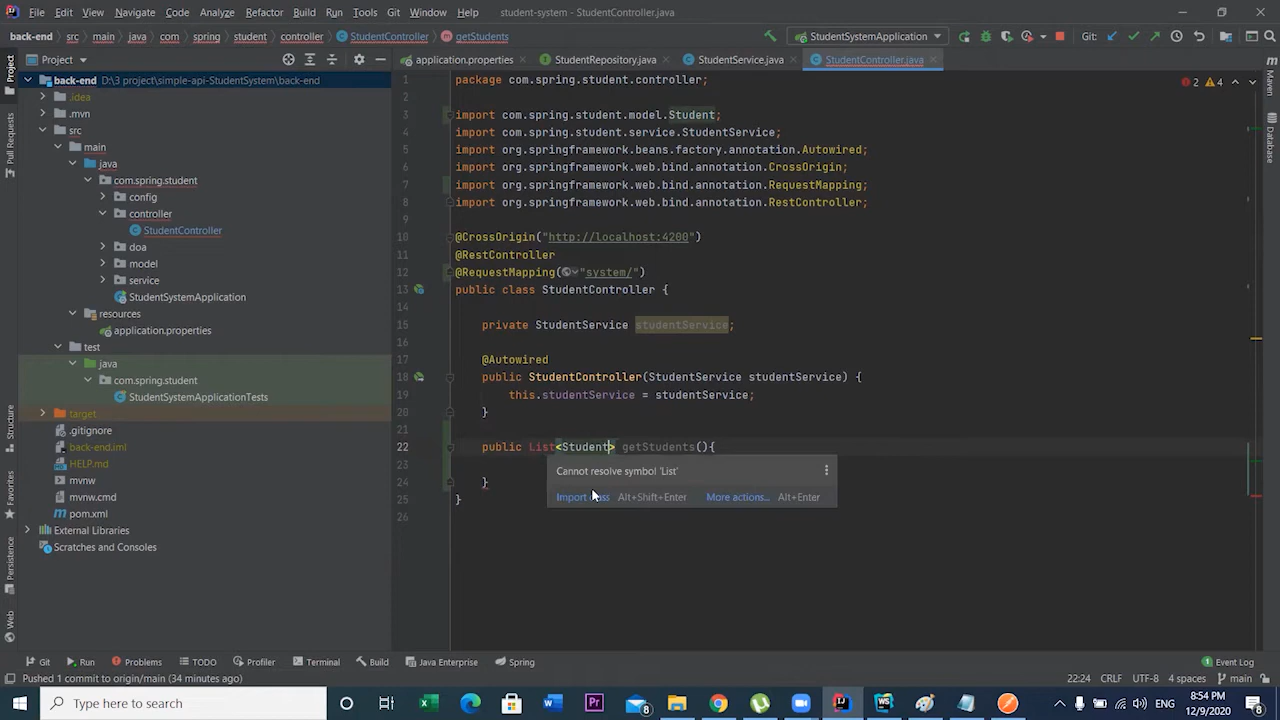 File Edit View Navigate Code Analyze Refactor Build Run Tools Git Window Help student-system - StudentController.java
back-end src main java com spring student controller StudentController getStudents StudentSystemApplication Git:
Project application.properties StudentRepository.java StudentService.java StudentController.java
back-end D:\3 project\simple-api-StudentSystem\back-end
.idea
.mvn
src
main
java
com.spring.student
config
controller
StudentController
doa
model
service
StudentSystemApplication
resources
application.properties
test
java
com.spring.student
StudentSystemApplicationTests
target
.gitignore
back-end.iml
HELP.md
mvnw
mvnw.cmd
pom.xml
External Libraries
Scratches and Consoles
Project
Pull Requests
Structure
Favorites
Persistence
Web
2 4
1 package com.spring.student.controller;
2
3 import com.spring.student.model.Student;
4 import com.spring.student.service.StudentService;
5 import org.springframework.beans.factory.annotation.Autowired;
6 import org.springframework.web.bind.annotation.CrossOrigin;
7 import org.springframework.web.bind.annotation.RequestMapping;
8 import org.springframework.web.bind.annotation.RestController;
9
10 @CrossOrigin("http://localhost:4200")
11 @RestController
12 @RequestMapping("system/")
13 public class StudentController {
14
15 private StudentService studentService;
16
17 @Autowired
18 public StudentController(StudentService studentService) {
19 this.studentService = studentService;
20 }
21
22 public List<Student> getStudents(){
23
24 }
25 }
26
Cannot resolve symbol 'List'
Import class Alt+Shift+Enter More actions... Alt+Enter
Maven
Database
Git Run Problems TODO Profiler Terminal Build Java Enterprise Spring Event Log
Pushed 1 commit to origin/main (34 minutes ago) 22:24 CRLF UTF-8 4 spaces main
Type here to search 8 ENG 8:54 PM
12/9/2020